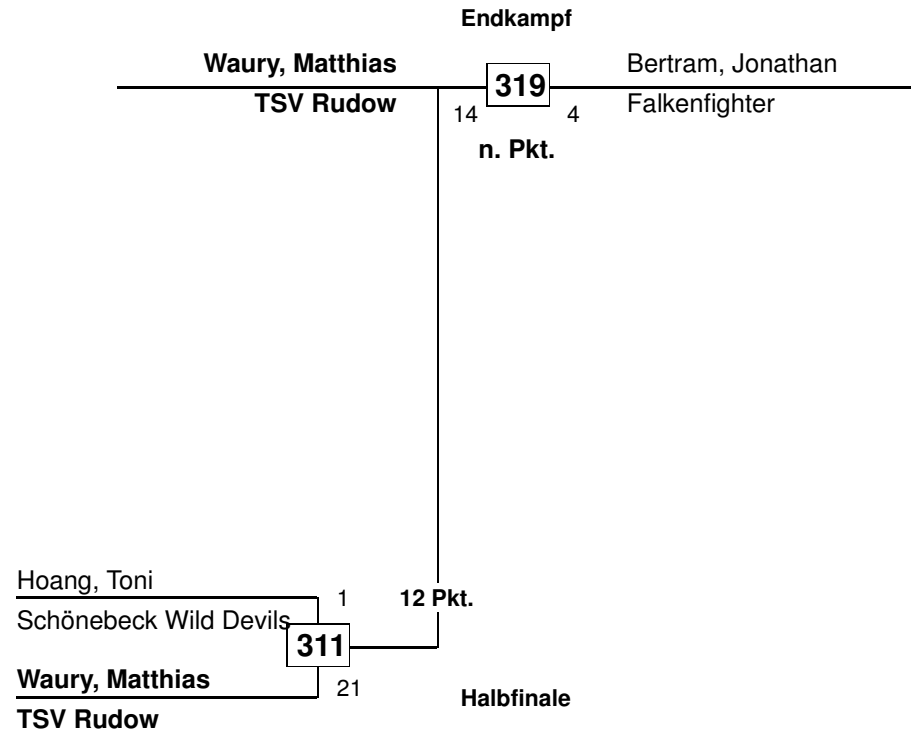 Endkampf
Waury, Matthias
TSV Rudow
319
Bertram, Jonathan
Falkenfighter
14
4
n. Pkt.
Hoang, Toni
Schönebeck Wild Devils
1
12 Pkt.
311
Waury, Matthias
TSV Rudow
21
Halbfinale